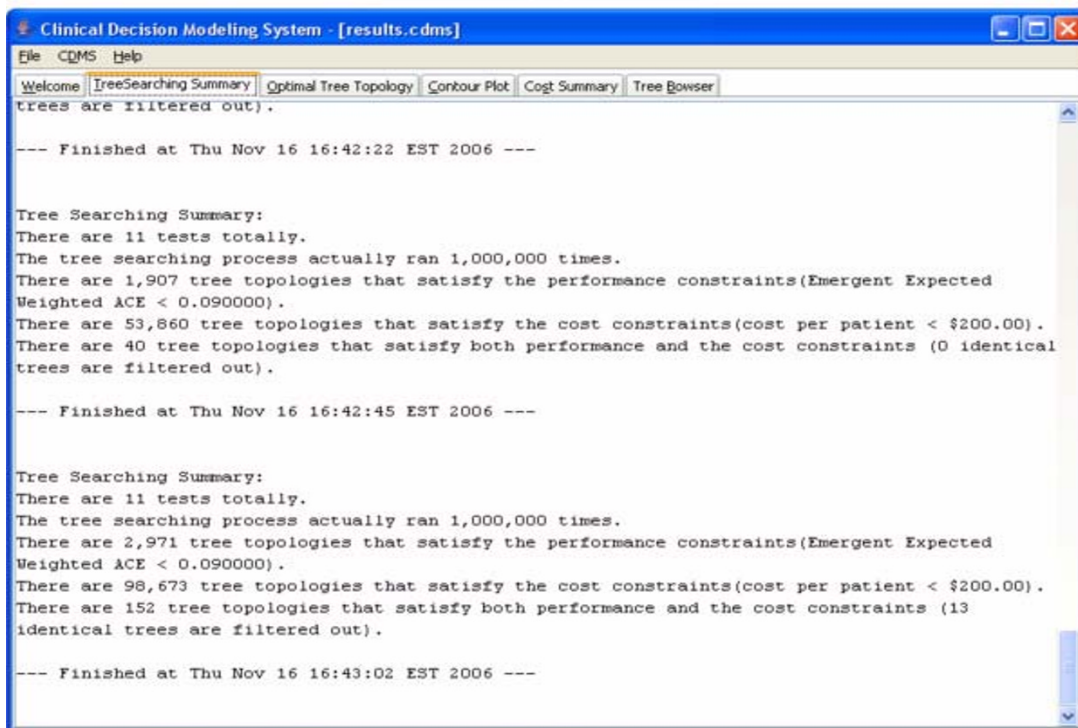 Clinical Decision Modeling System - [results.cdms]
File CDMS Help
Welcome TreeSearching Summary Optimal Tree Topology Contour Plot Cost Summary Tree Bowser
trees are filtered out).
--- Finished at Thu Nov 16 16:42:22 EST 2006 ---
Tree Searching Summary:
There are 11 tests totally.
The tree searching process actually ran 1,000,000 times.
There are 1,907 tree topologies that satisfy the performance constraints(Emergent Expected
Weighted ACE < 0.090000).
There are 53,860 tree topologies that satisfy the cost constraints(cost per patient < $200.00).
There are 40 tree topologies that satisfy both performance and the cost constraints (0 identical
trees are filtered out).
--- Finished at Thu Nov 16 16:42:45 EST 2006 ---
Tree Searching Summary:
There are 11 tests totally.
The tree searching process actually ran 1,000,000 times.
There are 2,971 tree topologies that satisfy the performance constraints(Emergent Expected
Weighted ACE < 0.090000).
There are 98,673 tree topologies that satisfy the cost constraints(cost per patient < $200.00).
There are 152 tree topologies that satisfy both performance and the cost constraints (13
identical trees are filtered out).
--- Finished at Thu Nov 16 16:43:02 EST 2006 ---